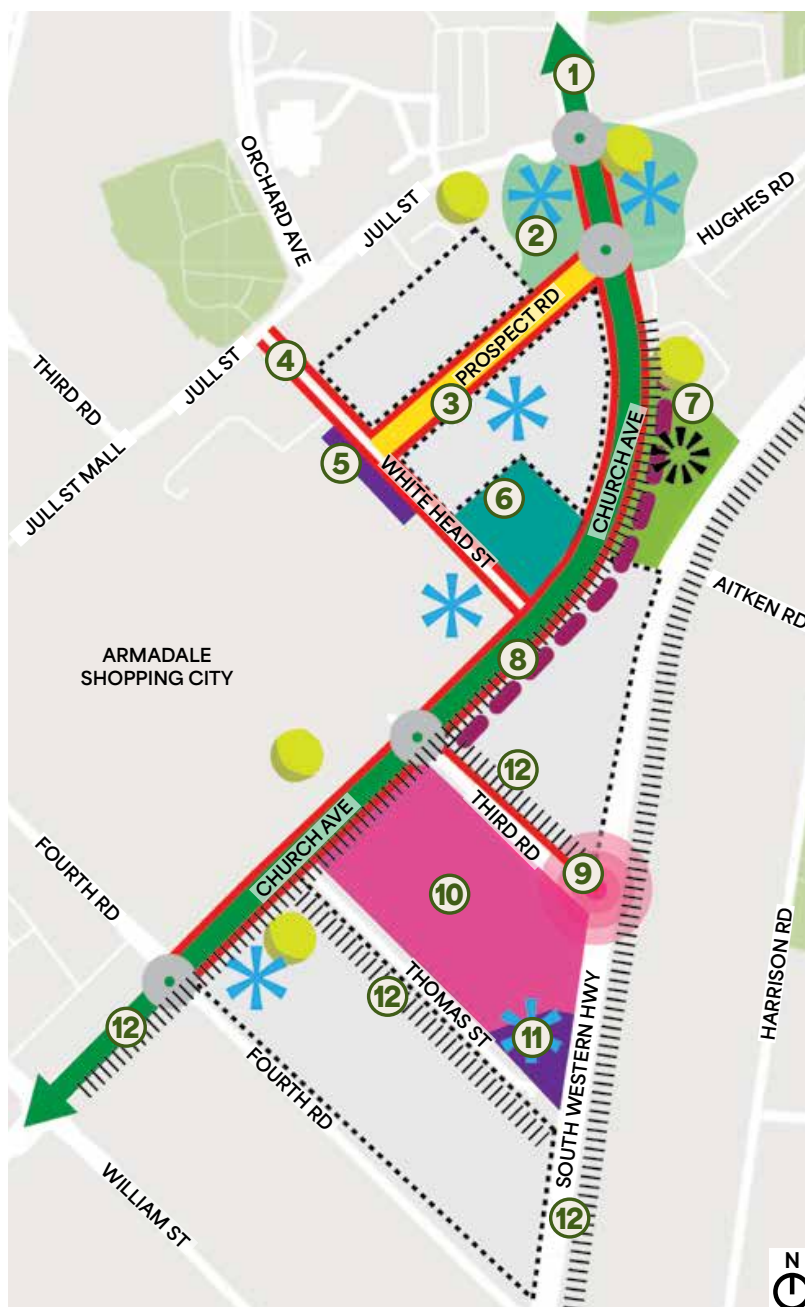 1
ORCHARD AVE
JULL ST
HUGHES RD
2
PROSPECT RD
4
THIRD RD
JULL ST
3
7
JULL ST MALL
5
WHITE HEAD ST
6
CHURCH AVE
AITKEN RD
ARMADALE
SHOPPING CITY
8
12
THIRD RD
CHURCH AVE
9
FOURTH RD
10
HARRISON RD
12
THOMAS ST
11
12
FOURTH RD
SOUTH WESTERN HWY
WILLIAM ST
12
N